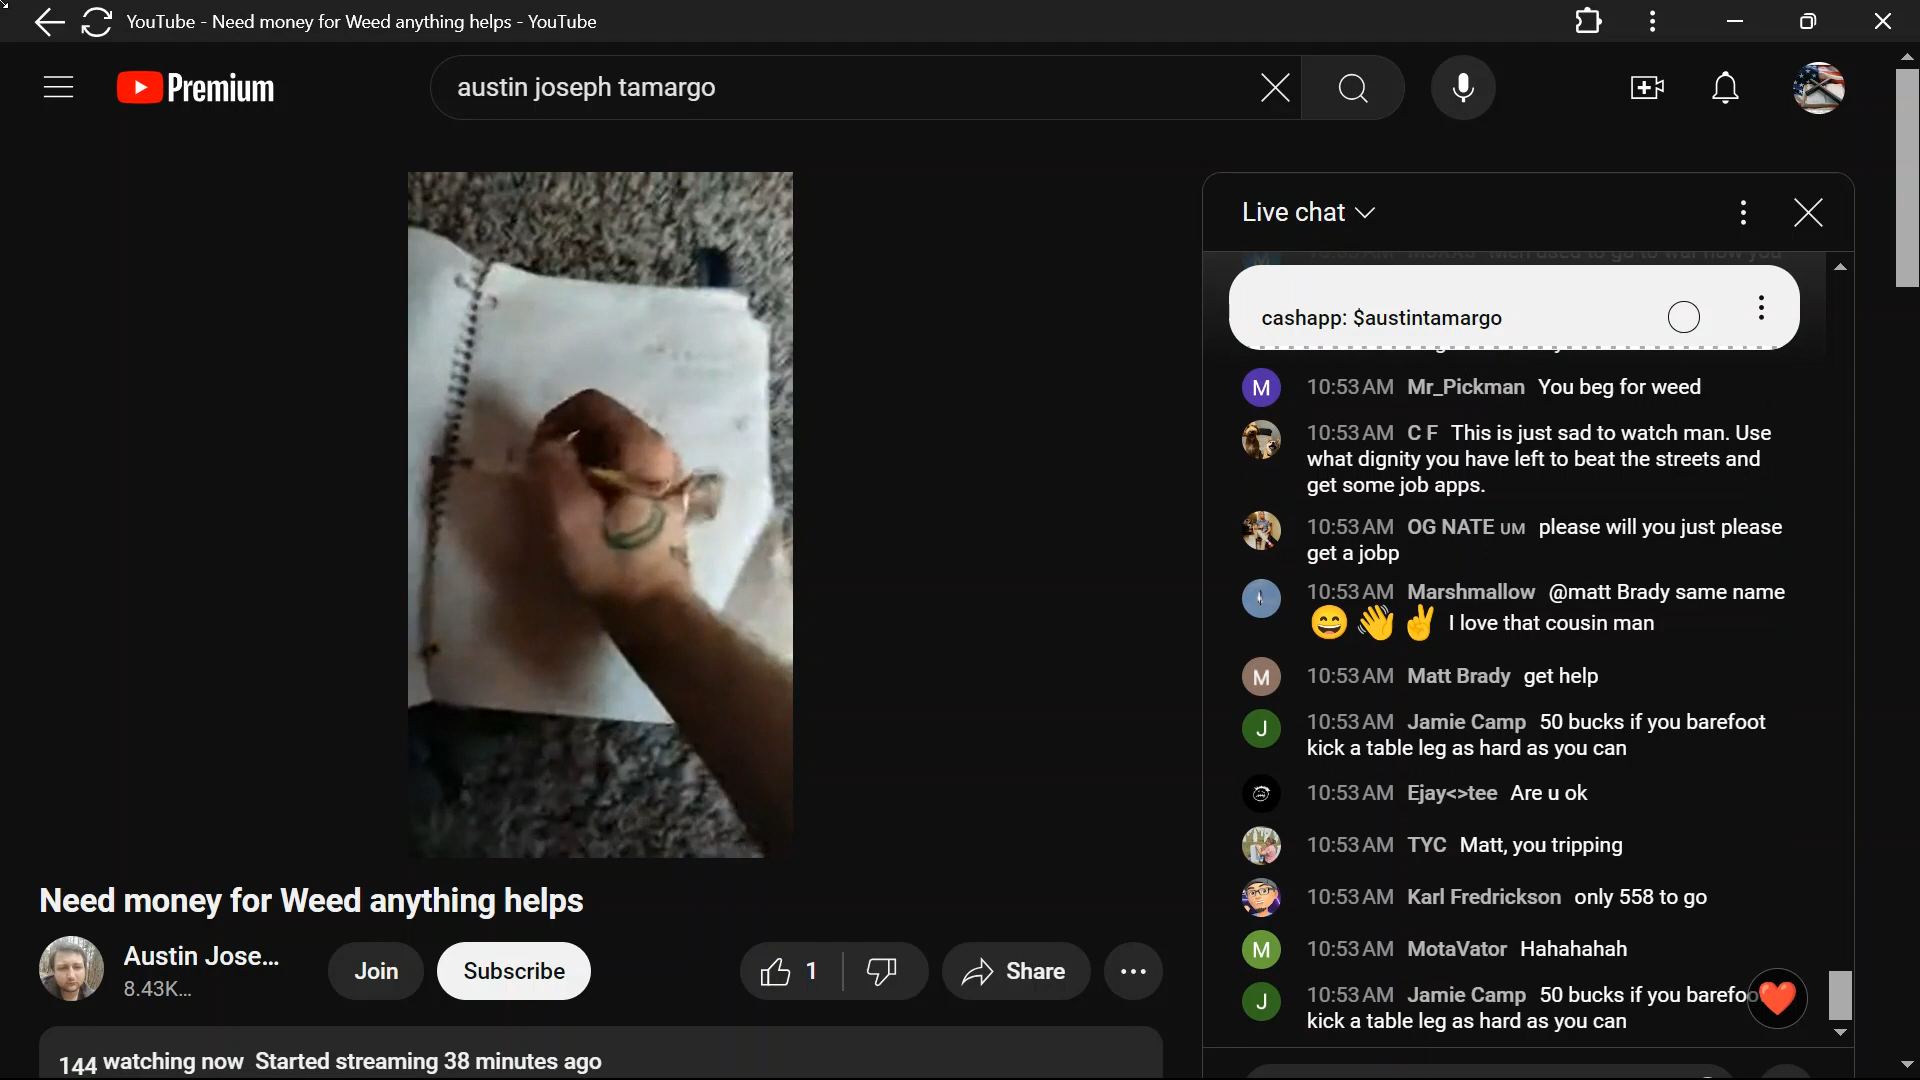 YouTube - Need money for Weed anything helps - YouTube
Premium
austin joseph tamargo
Live chat
cashapp: $austintamargo
10:53 AM Mr_Pickman You beg for weed
10:53 AM C F This is just sad to watch man. Use
what dignity you have left to beat the streets and
get some job apps.
10:53 AM OG NATE UM please will you just please
get a jobp
10:53 AM Marshmallow @matt Brady same name
😄 👋 ✌️ I love that cousin man
M 10:53 AM Matt Brady get help
J 10:53 AM Jamie Camp 50 bucks if you barefoot
kick a table leg as hard as you can
10:53 AM Ejay<>tee Are u ok
10:53 AM TYC Matt, you tripping
10:53 AM Karl Fredrickson only 558 to go
M 10:53 AM MotaVator Hahahahah
J 10:53 AM Jamie Camp 50 bucks if you barefo
kick a table leg as hard as you can
Need money for Weed anything helps
Austin Jose...
8.43K...
Join
Subscribe
1
Share
144 watching now Started streaming 38 minutes ago